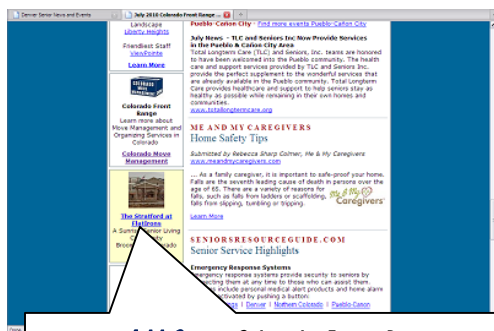 Denver Senior News and Events
July 2010 Colorado Front Range ...
Landscape
Liberty Heights
Friendliest Staff
ViewPointe
Learn More
Colorado Front
Range
Learn more about
Move Management and
Organizing Services in
Colorado
Colorado Move
Management
The Stratford at
Flatirons
A Sunrise Senior Living
Pueblo-Cañon City - Find more events Pueblo-Cañon City
July News - TLC and Seniors Inc Now Provide Services
in the Pueblo & Cañon City Area
Total Longterm Care (TLC) and Seniors, Inc. teams are honored
to have been welcomed into the Pueblo community. The health
care and support services provided by TLC and Seniors Inc.
provide the perfect supplement to the wonderful services that
are already available in the Pueblo community. Total Longterm
Care provides healthcare and support to help seniors stay as
healthy as possible while remaining in their own homes and
communities.
www.totallongtermcare.org
ME AND MY CAREGIVERS
Home Safety Tips
Submitted by Rebecca Sharp Colmer, Me & My Caregivers
www.meandmycaregivers.com
... As a family caregiver, it is important to safe-proof your home.
Falls are the seventh leading cause of death in persons over the
age of 65. There are a variety of reasons for
falls, such as falls from ladders or scaffolding,
falls from slipping, tumbling or tripping.
me & My
Caregivers
Learn More
SENIORSRESOURCEGUIDE.COM
Senior Service Highlights
Emergency Response Systems
Emergency response systems provide security to seniors by
them at any time to those who can assist them.
include personal medical alert products and home alarm
activated by pushing a button.
| Denver | Northern Colorado | Pueblo-Canon